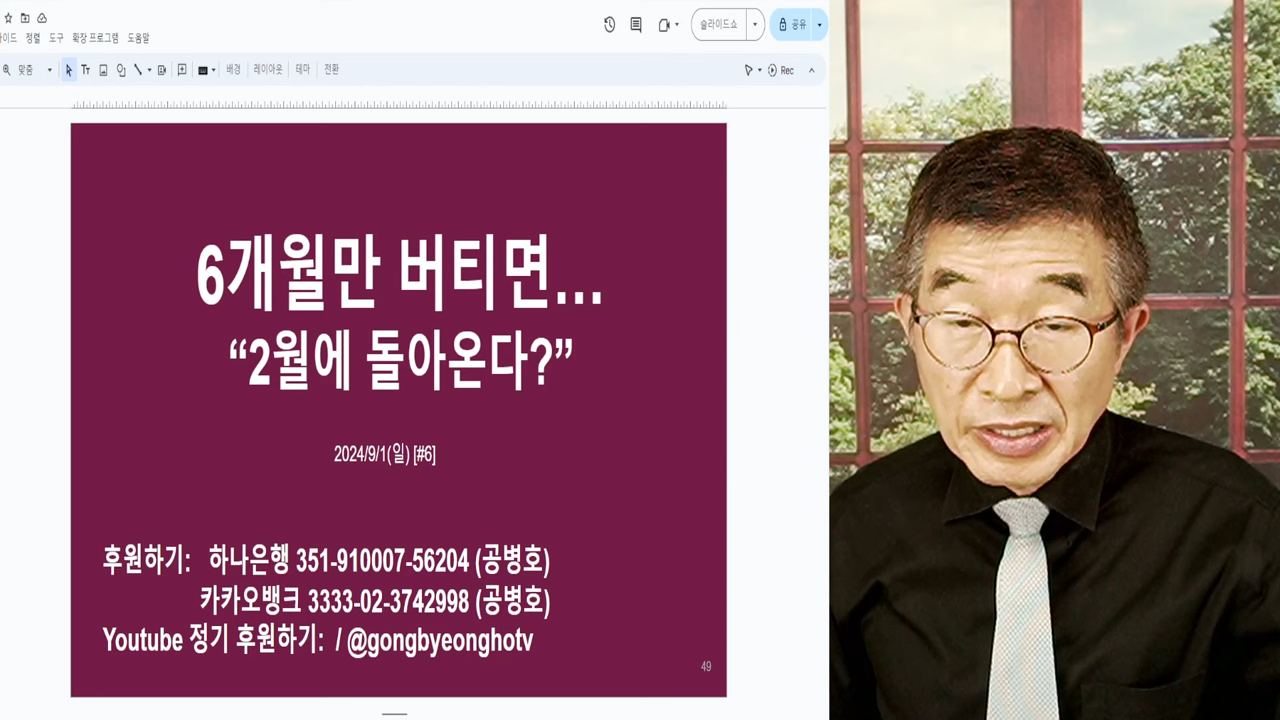 이드 정렬 도구 확장 프로그램 도움말
슬라이드쇼
공유
맞춤
배경 레이아웃 테마 전환
Rec
6개월만 버티면...
“2월에 돌아온다?”
2024/9/1(일) [#6]
후원하기: 하나은행 351-910007-56204 (공병호)
카카오뱅크 3333-02-3742998 (공병호)
Youtube 정기 후원하기: / @gongbyeonghotv
49